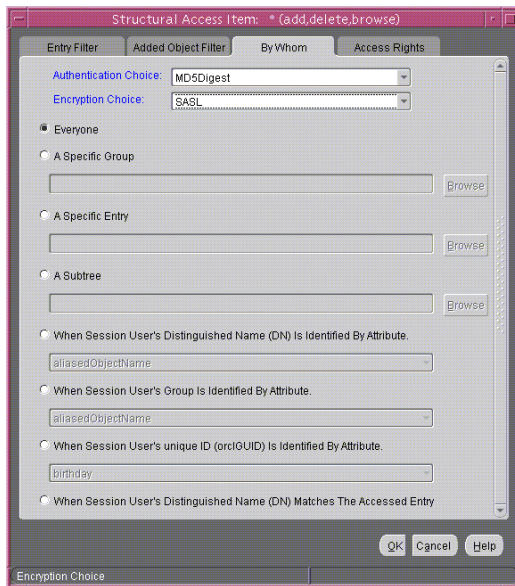 Structural Access Item: * (add,delete,browse)
Entry Filter
Added Object Filter
By Whom
Access Rights
Authentication Choice:
MD5Digest
Encryption Choice:
SASL
Everyone
A Specific Group
Browse
A Specific Entry
Browse
A Subtree
Browse
When Session User's Distinguished Name (DN) Is Identified By Attribute.
aliasedObjectName
When Session User's Group Is Identified By Attribute.
aliasedObjectName
When Session User's unique ID (orclGUID) Is Identified By Attribute.
birthday
When Session User's Distinguished Name (DN) Matches The Accessed Entry
OK
Cancel
Help
Encryption Choice